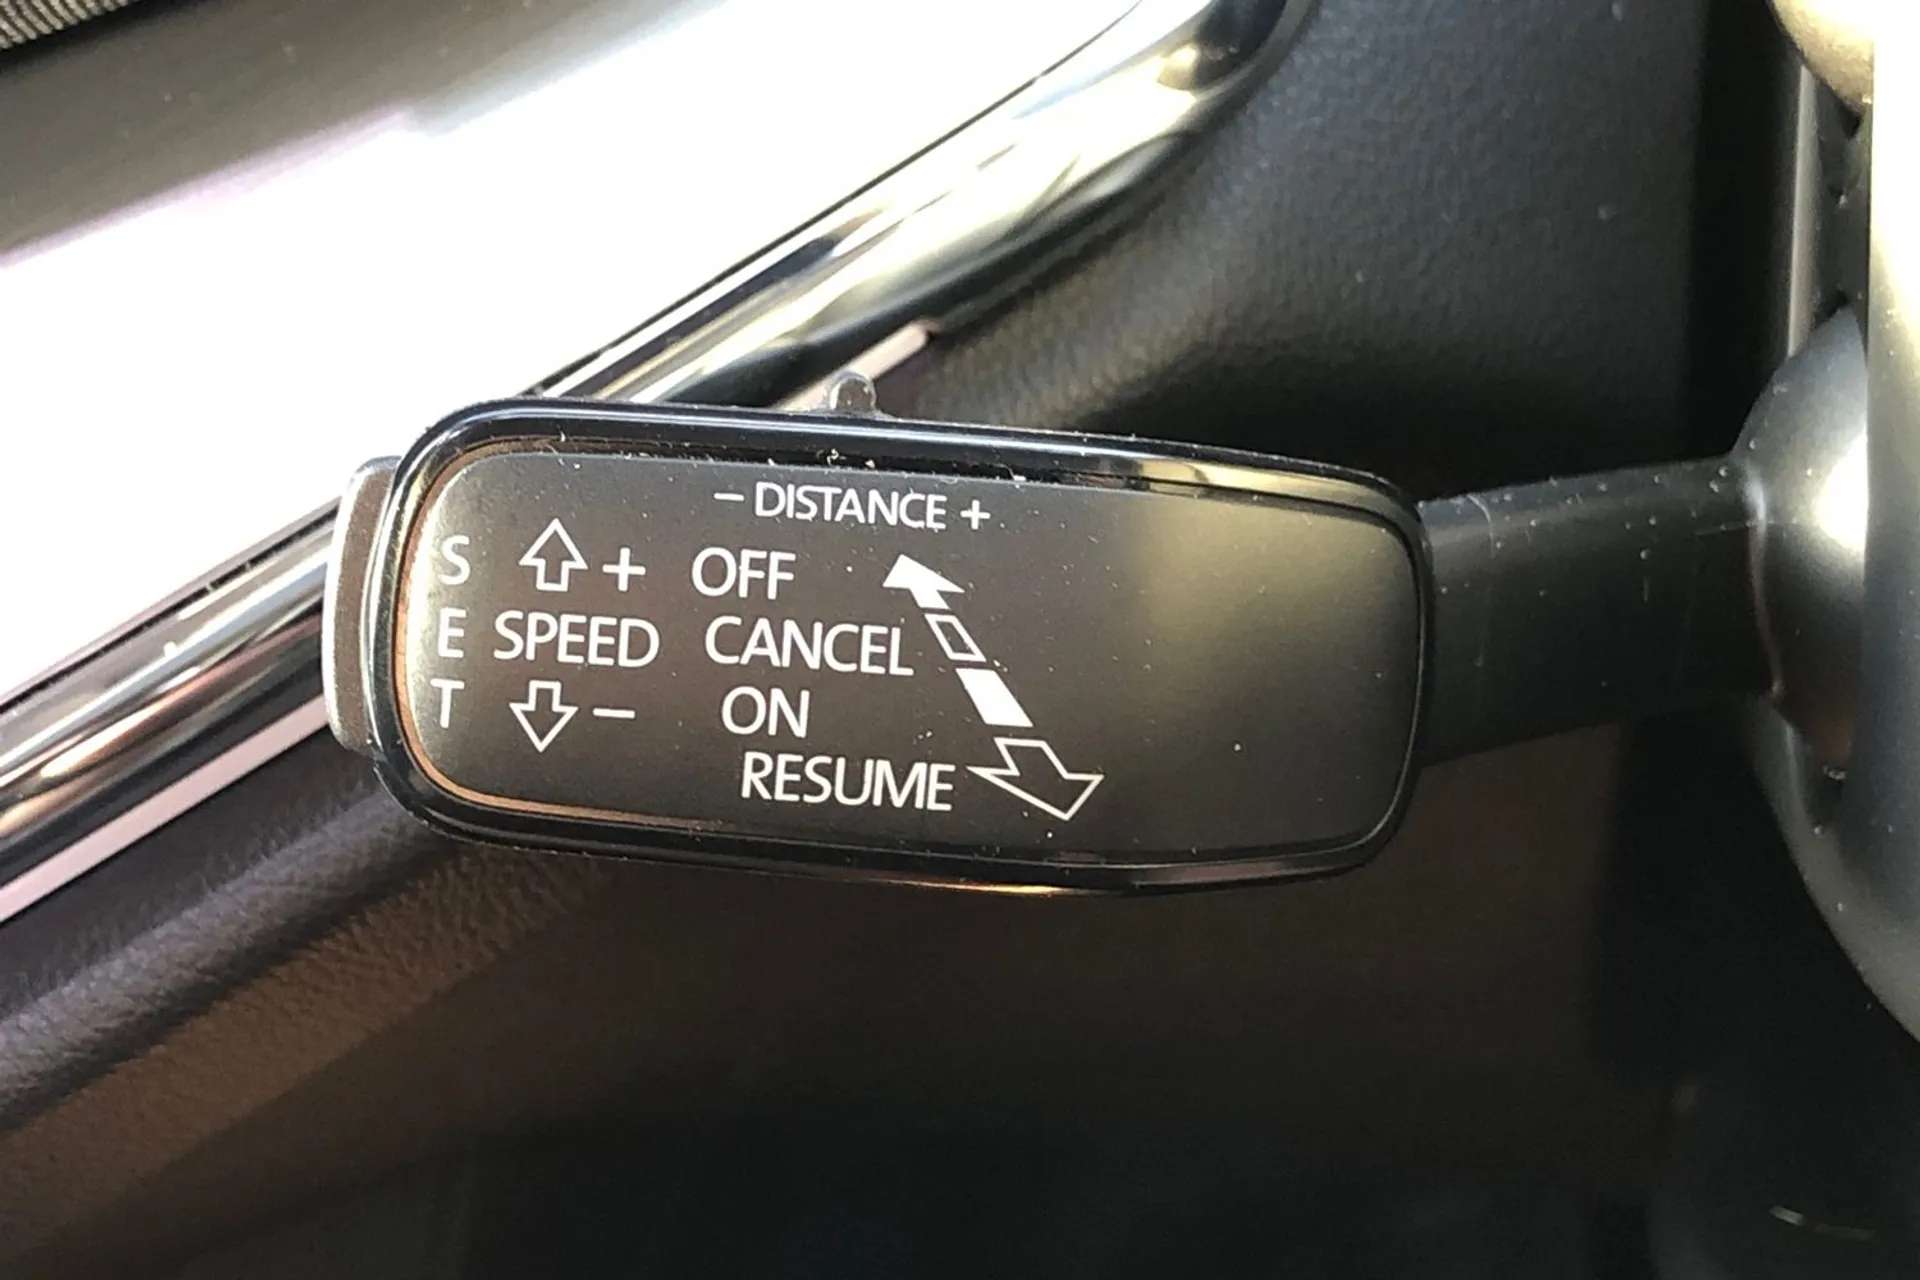 – DISTANCE +
S + OFF
E SPEED CANCEL
T – ON
RESUME